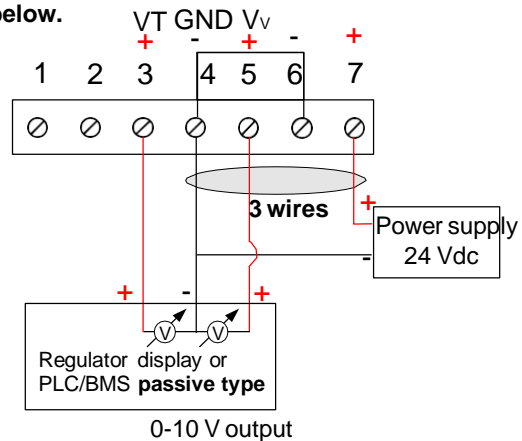 below.
VT GND Vv
+ - + - +
1 2 3 4 5 6 7
3 wires
+
Power supply
-
24 Vdc
+ - +
V V
Regulator display or
PLC/BMS passive type
0-10 V output